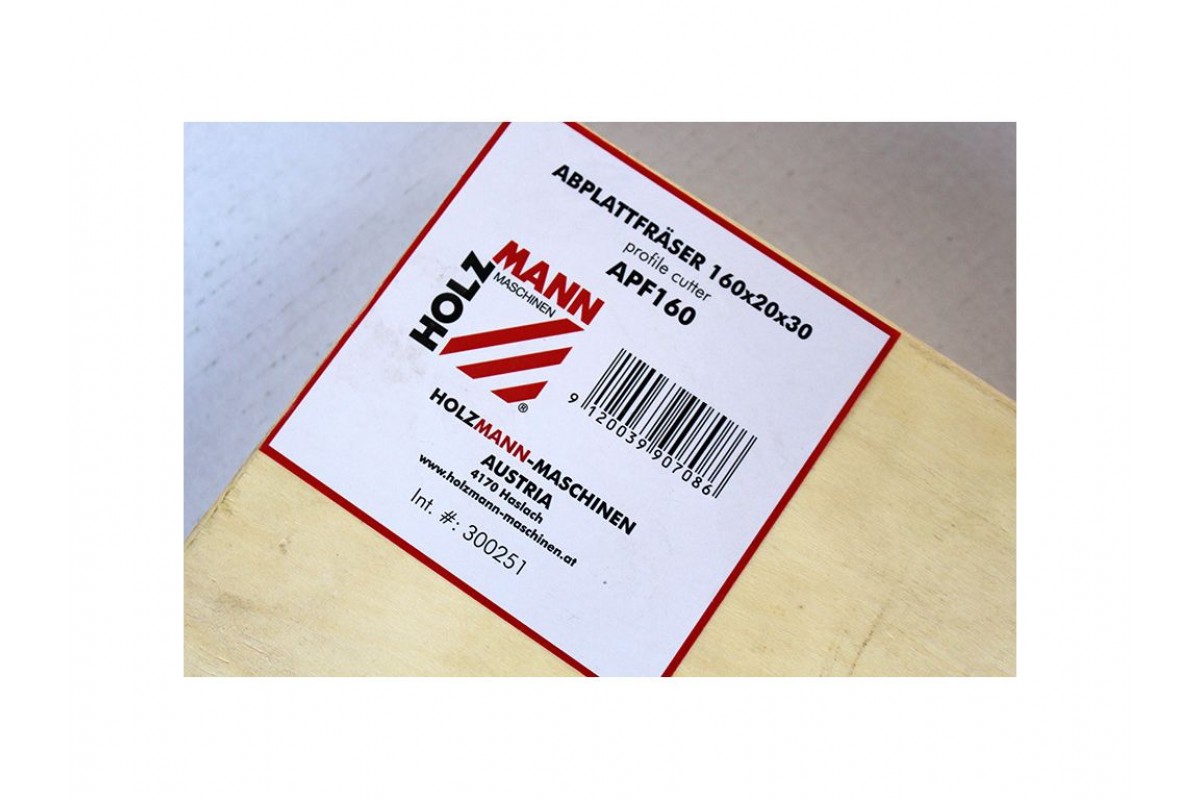 ABPLATTFRÄSER 160x20x30
profile cutter
APF160
HOLZ
MANN
MASCHINEN
®
9 120039 907086
HOLZMANN-MASCHINEN
AUSTRIA
4170 Haslach
www.holzmann-maschinen.at
Int. #: 300251